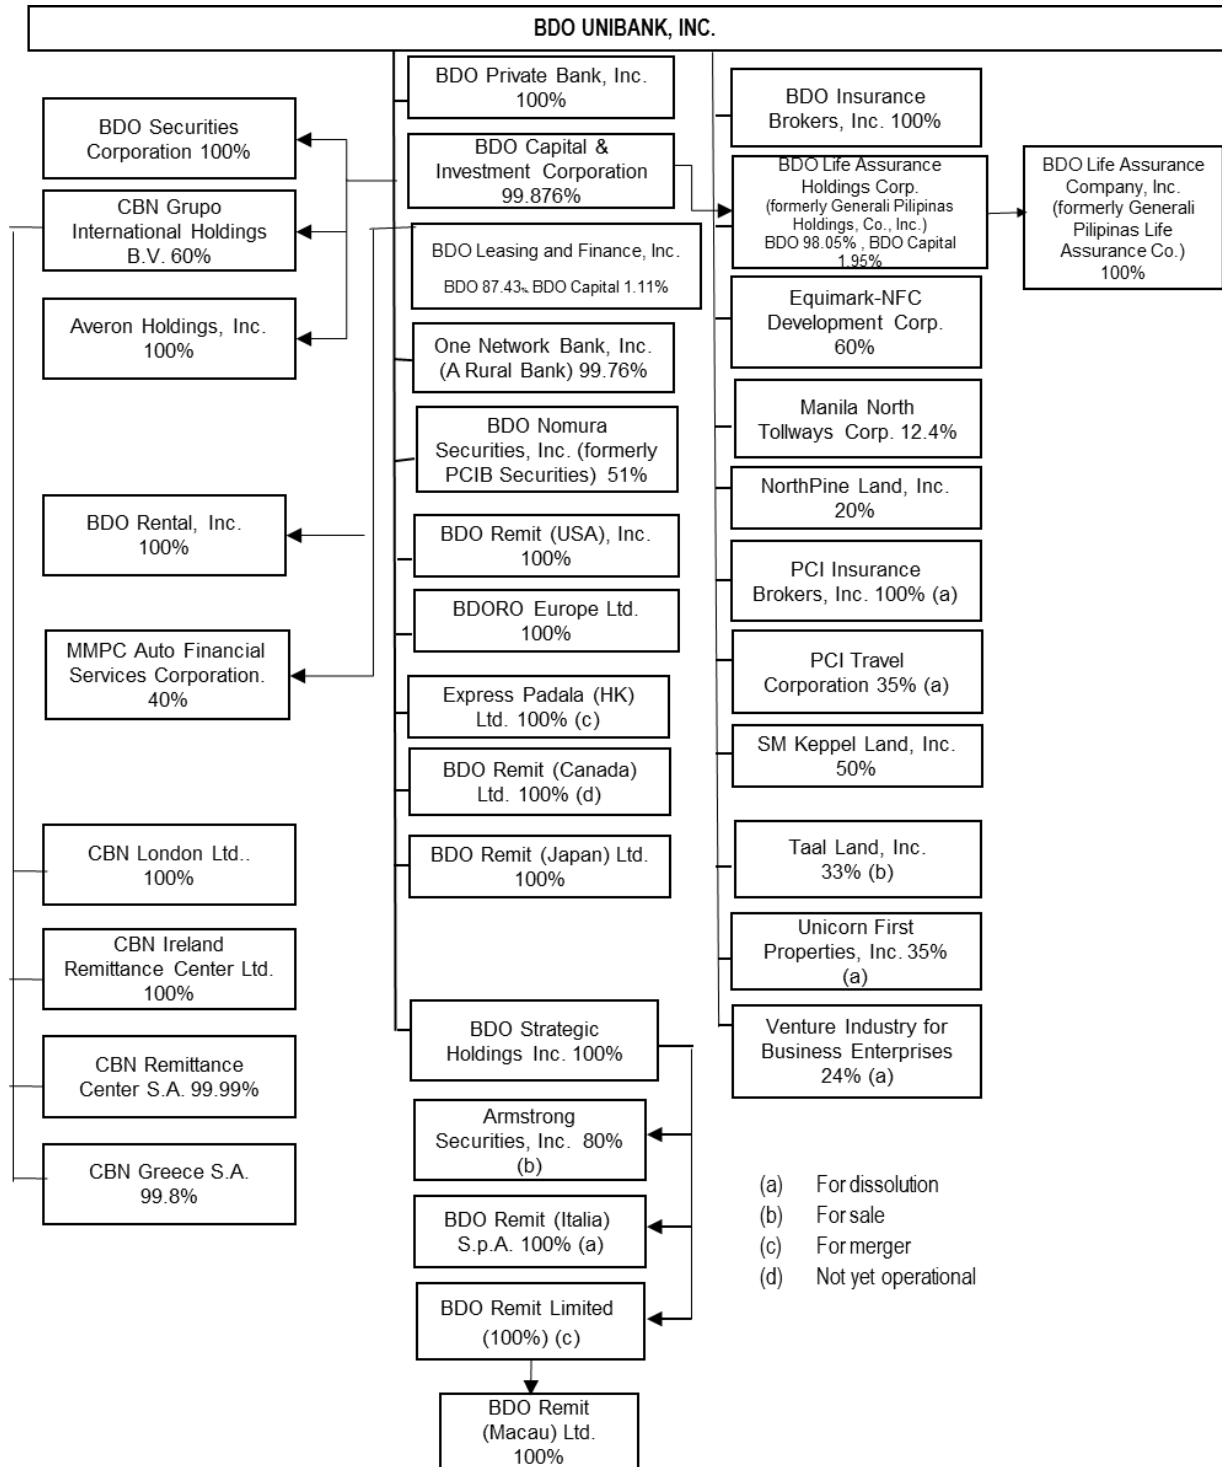 BDO UNIBANK, INC.
BDO Securities
Corporation 100%
CBN Grupo
International Holdings
B.V. 60%
Averon Holdings, Inc.
100%
BDO Rental, Inc.
100%
MMPC Auto Financial
Services Corporation.
40%
CBN London Ltd..
100%
CBN Ireland
Remittance Center Ltd.
100%
CBN Remittance
Center S.A. 99.99%
CBN Greece S.A.
99.8%
BDO Private Bank, Inc.
100%
BDO Capital &
Investment Corporation
99.876%
BDO Leasing and Finance, Inc.
BDO 87.43% BDO Capital 1.11%
One Network Bank, Inc.
(A Rural Bank) 99.76%
BDO Nomura
Securities, Inc. (formerly
PCIB Securities) 51%
BDO Remit (USA), Inc.
100%
BDORO Europe Ltd.
100%
Express Padala (HK)
Ltd. 100% (c)
BDO Remit (Canada)
Ltd. 100% (d)
BDO Remit (Japan) Ltd.
100%
BDO Strategic
Holdings Inc. 100%
Armstrong
Securities, Inc. 80%
(b)
BDO Remit (Italia)
S.p.A. 100% (a)
BDO Remit Limited
(100%) (c)
BDO Remit
(Macau) Ltd.
100%
BDO Insurance
Brokers, Inc. 100%
BDO Life Assurance
Holdings Corp.
(formerly Generali Pilipinas
Holdings, Co., Inc.)
BDO 98.05% , BDO Capital
1.95%
BDO Life Assurance
Company, Inc.
(formerly Generali
Pilipinas Life
Assurance Co.)
100%
Equimark-NFC
Development Corp.
60%
Manila North
Tollways Corp. 12.4%
NorthPine Land, Inc.
20%
PCI Insurance
Brokers, Inc. 100% (a)
PCI Travel
Corporation 35% (a)
SM Keppel Land, Inc.
50%
Taal Land, Inc.
33% (b)
Unicorn First
Properties, Inc. 35%
(a)
Venture Industry for
Business Enterprises
24% (a)
(a) For dissolution
(b) For sale
(c) For merger
(d) Not yet operational